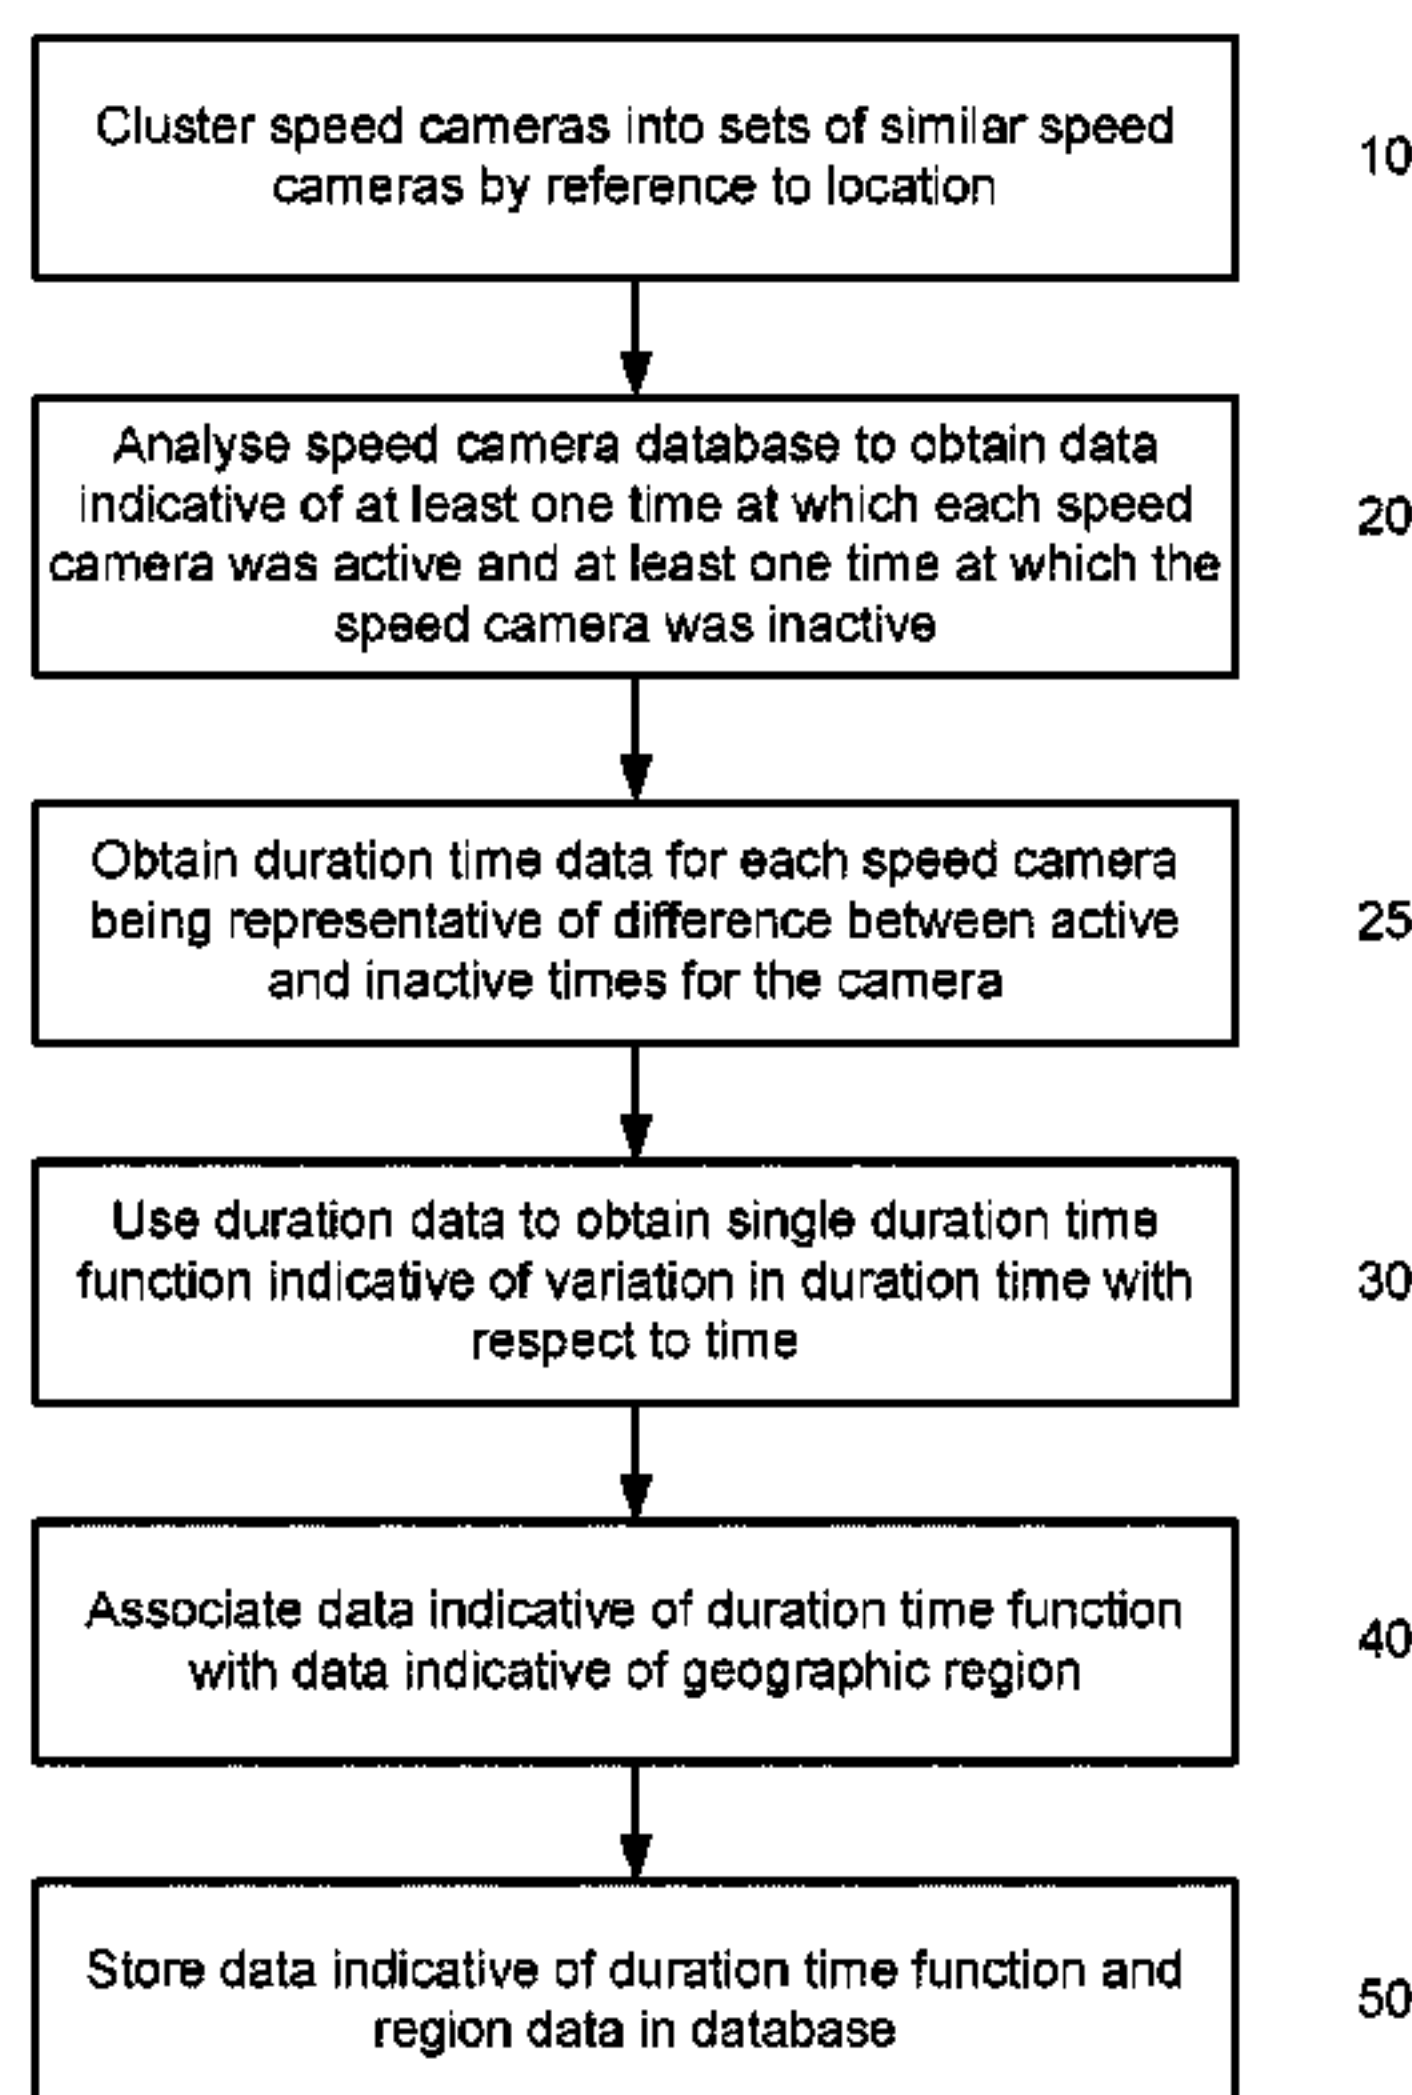 Cluster speed cameras into sets of similar speed
cameras by reference to location
10
Analyse speed camera database to obtain data
indicative of at least one time at which each speed
camera was active and at least one time at which the
speed camera was inactive
20
Obtain duration time data for each speed camera
being representative of difference between active
and inactive times for the camera
25
Use duration data to obtain single duration time
function indicative of variation in duration time with
respect to time
30
Associate data indicative of duration time function
with data indicative of geographic region
40
Store data indicative of duration time function and
region data in database
50